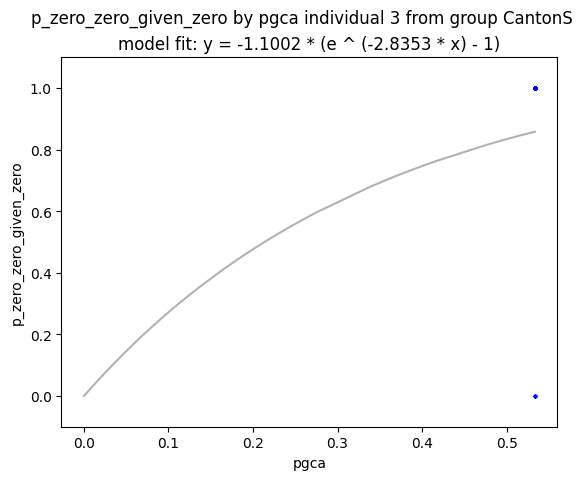 p_zero_zero_given_zero by pgca individual 3 from group CantonS
model fit: y = -1.1002 * (e ^ (-2.8353 * x) - 1)
1.0
0.8
0.6
0.4
0.2
0.0
p_zero_zero_given_zero
0.0 0.1 0.2 0.3 0.4 0.5
pgca